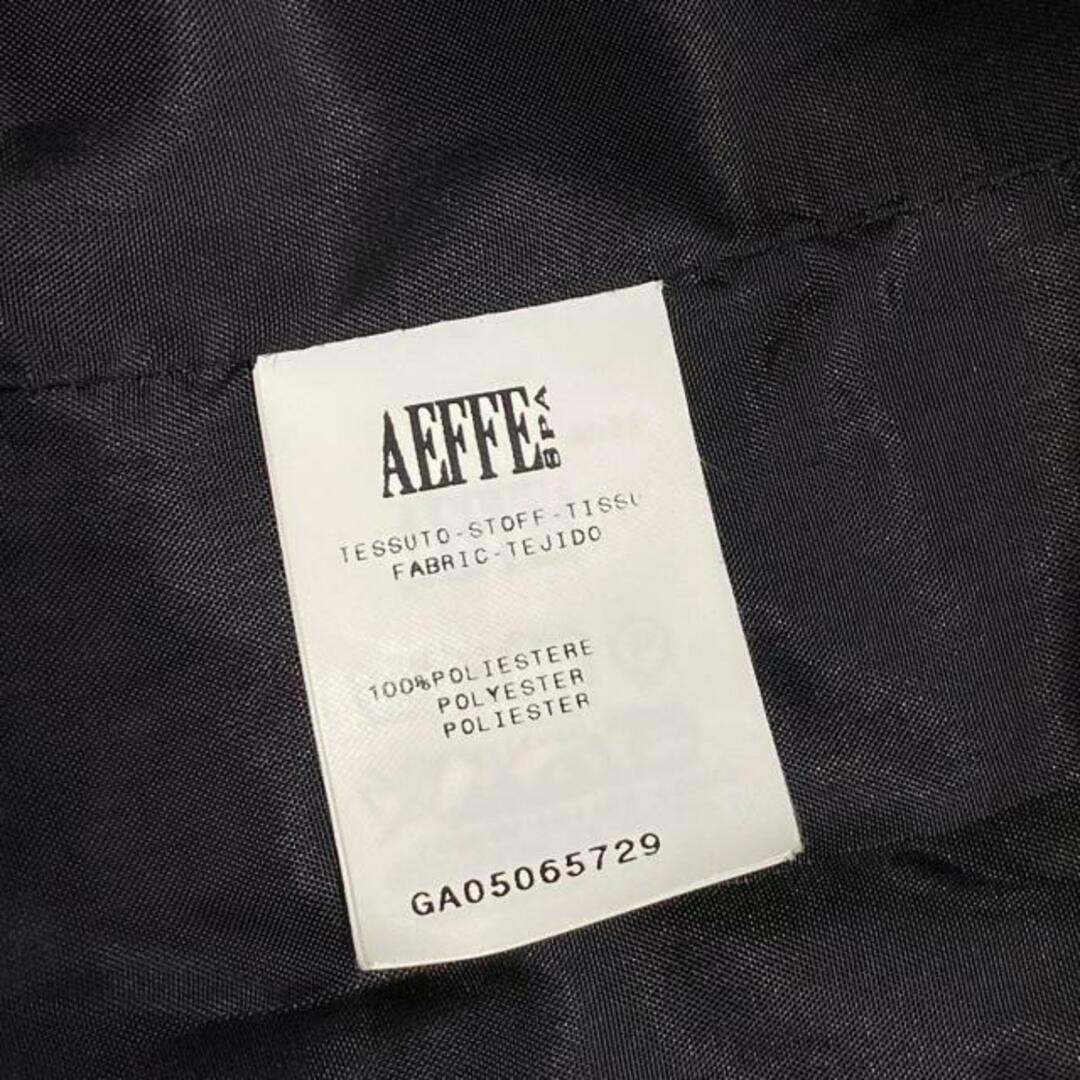 AEFFE SPA
TESSUTO-STOFF-TISSU
FABRIC-TEJIDO
100%POLIESTERE
POLYESTER
POLIESTER
GA05065729